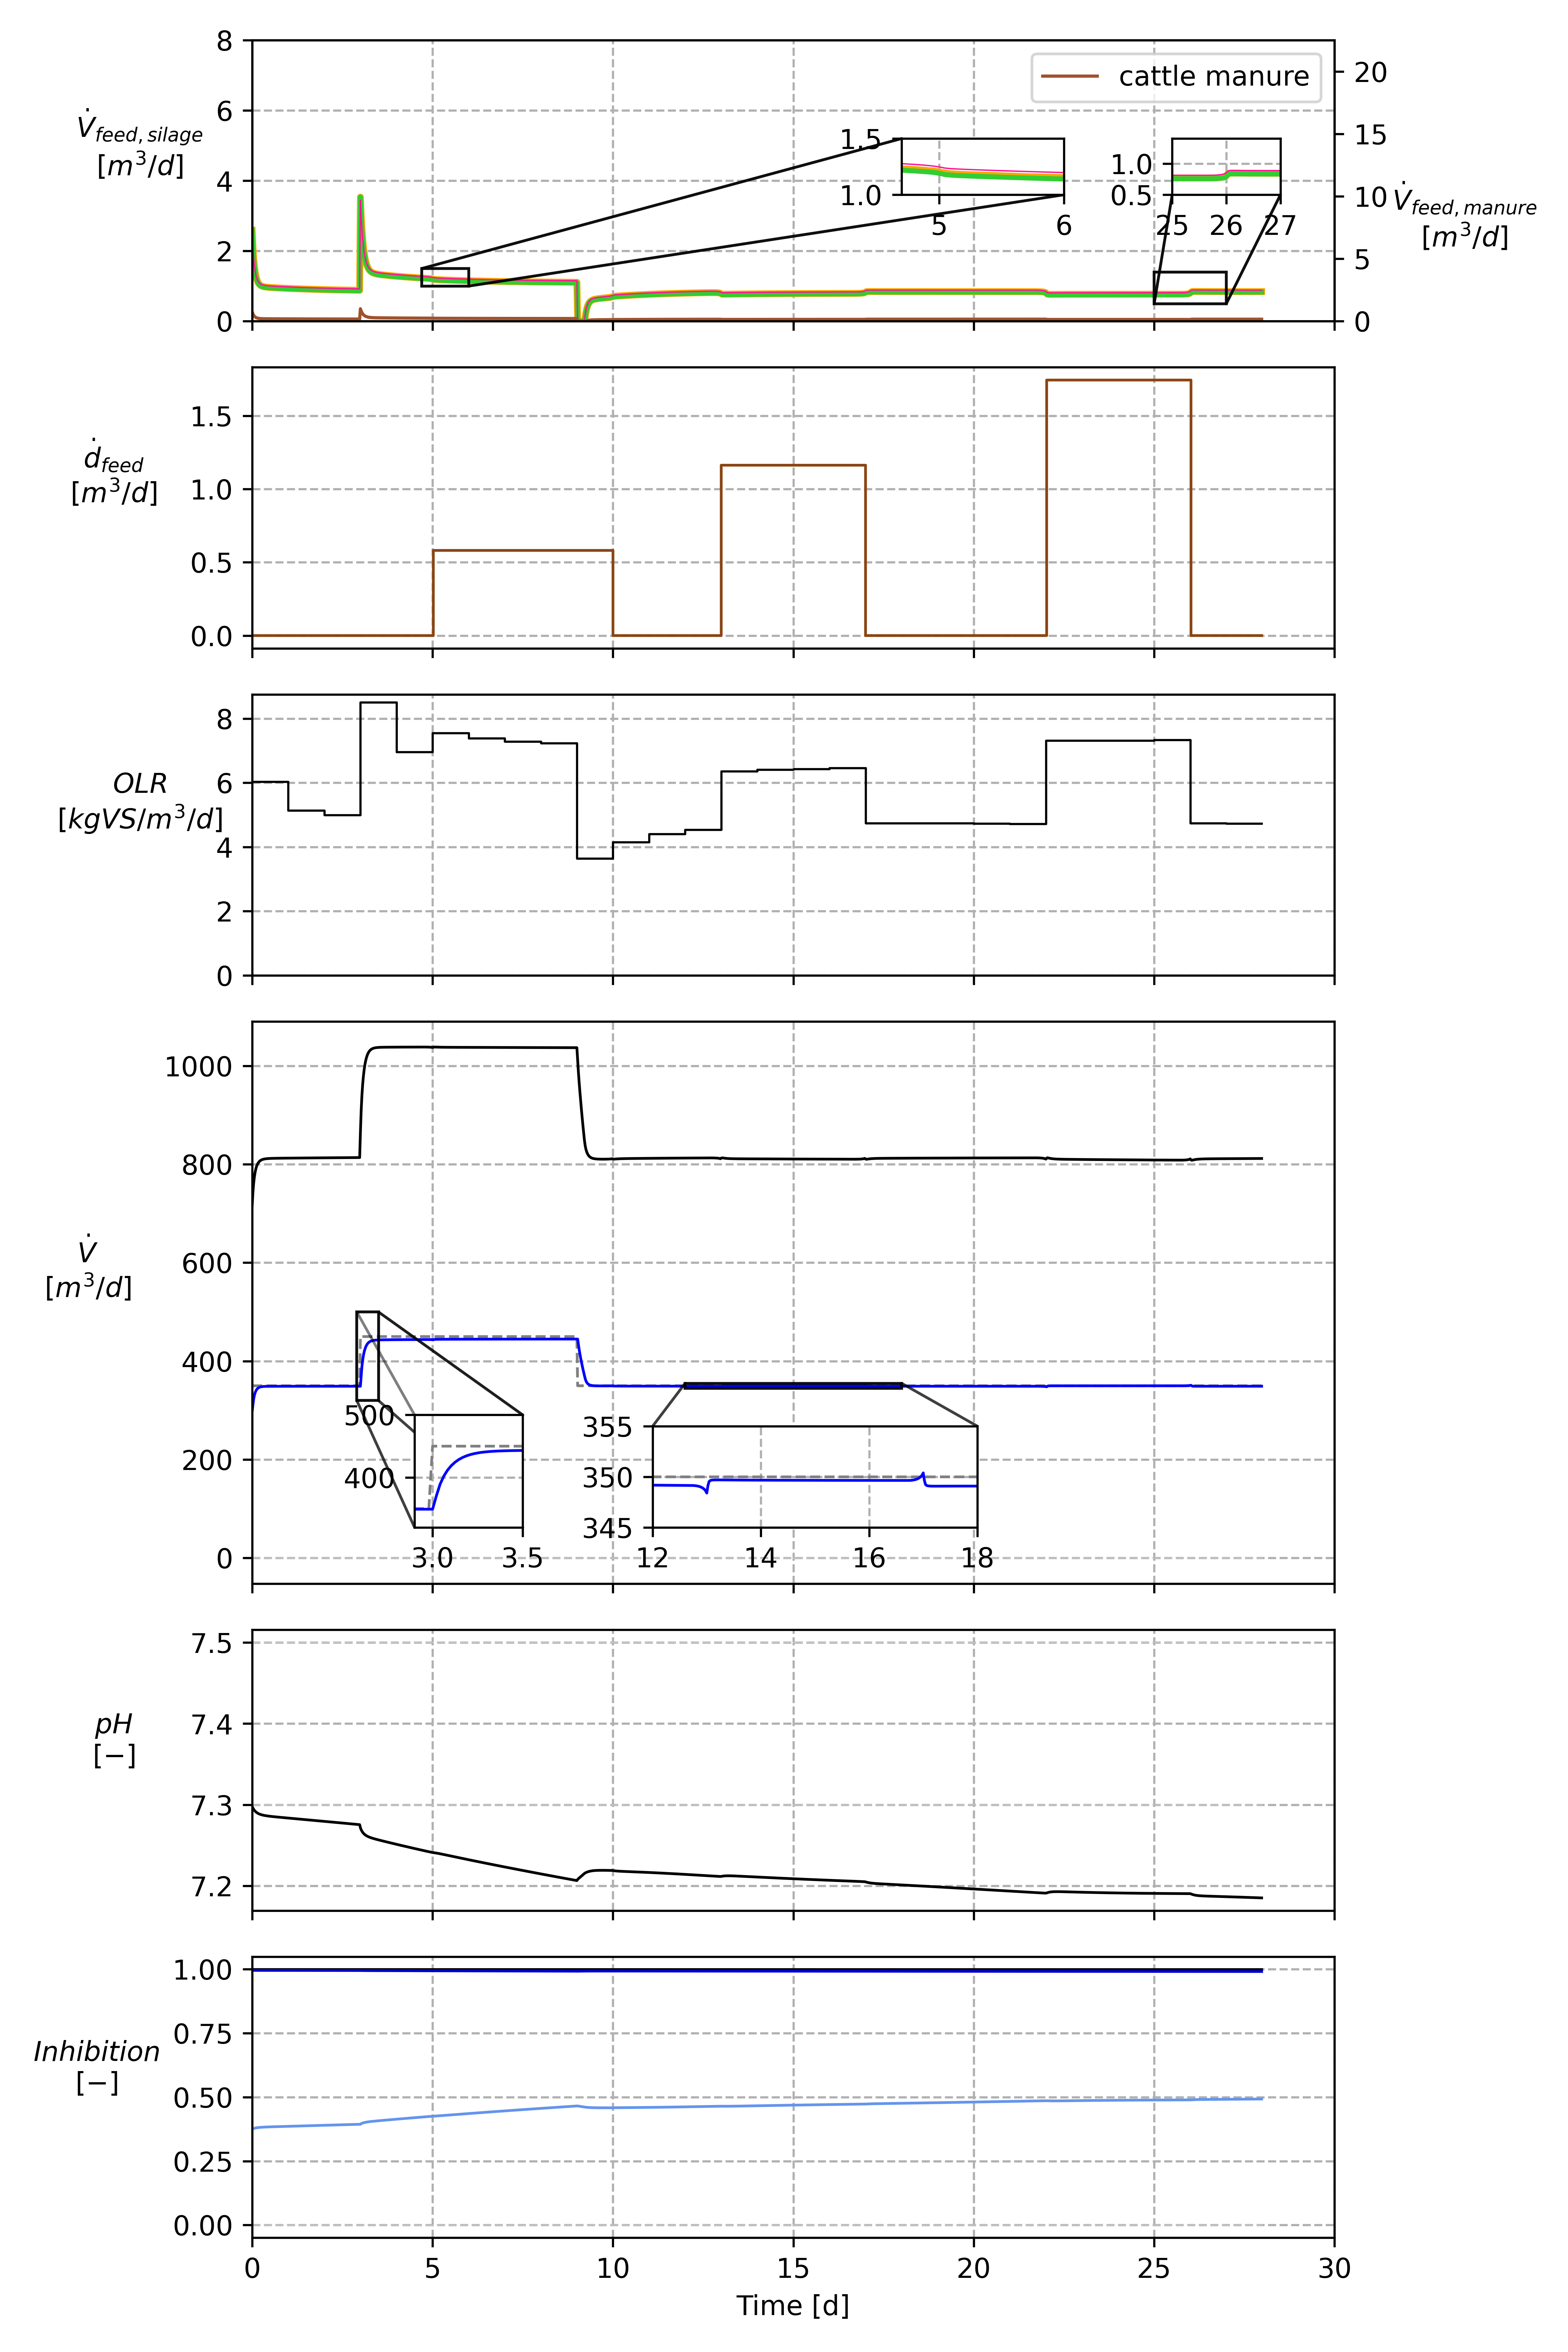 8
6
4
2
0
V̇feed, silage
[m³/d]
cattle manure
20
15
10
5
0
V̇feed, manure
[m³/d]
1.5
1.0
5 6
1.0
0.5
25 26 27
1.5
1.0
0.5
0.0
ḋfeed
[m³/d]
8
6
4
2
0
OLR
[kgVS/m³/d]
1000
800
600
400
200
0
V̇
[m³/d]
500
400
3.0 3.5
355
350
345
12 14 16 18
7.5
7.4
7.3
7.2
pH
[−]
1.00
0.75
0.50
0.25
0.00
Inhibition
[−]
0 5 10 15 20 25 30
Time [d]